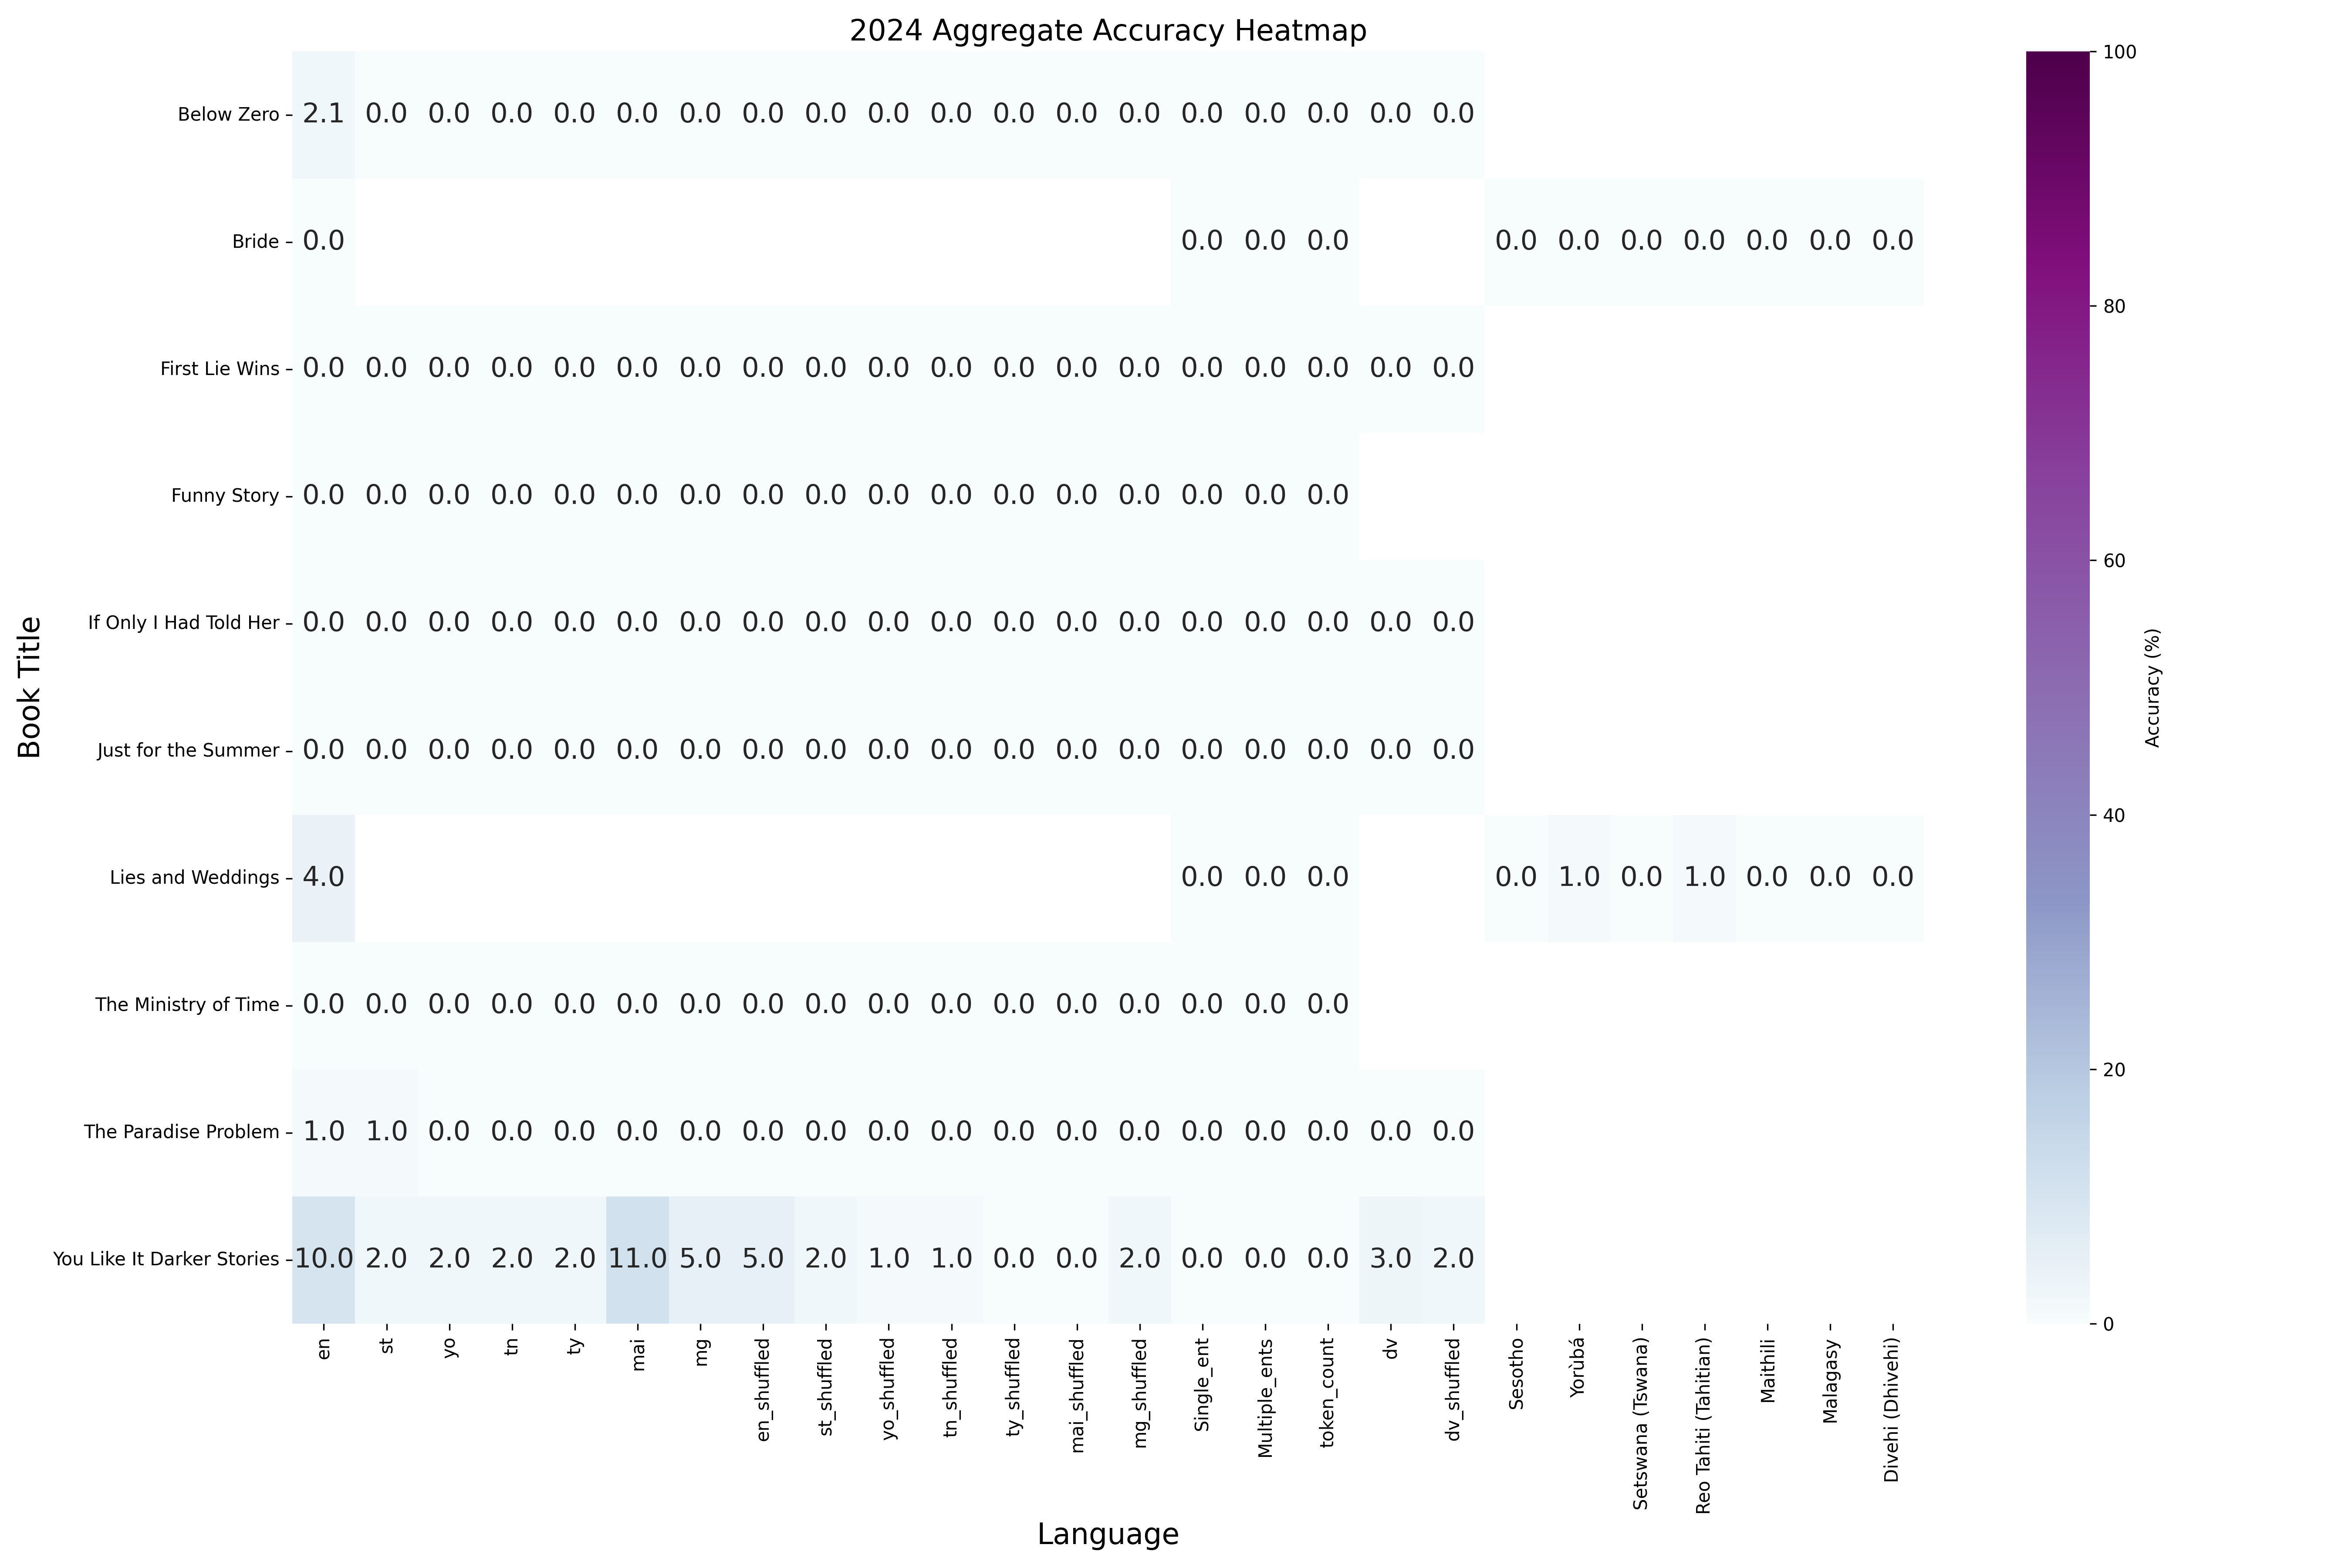 2024 Aggregate Accuracy Heatmap
Book Title
Below Zero 2.1 0.0 0.0 0.0 0.0 0.0 0.0 0.0 0.0 0.0 0.0 0.0 0.0 0.0 0.0 0.0 0.0 0.0 0.0
Bride 0.0 0.0 0.0 0.0 0.0 0.0 0.0 0.0 0.0 0.0 0.0
First Lie Wins 0.0 0.0 0.0 0.0 0.0 0.0 0.0 0.0 0.0 0.0 0.0 0.0 0.0 0.0 0.0 0.0 0.0 0.0 0.0
Funny Story 0.0 0.0 0.0 0.0 0.0 0.0 0.0 0.0 0.0 0.0 0.0 0.0 0.0 0.0 0.0 0.0 0.0
If Only I Had Told Her 0.0 0.0 0.0 0.0 0.0 0.0 0.0 0.0 0.0 0.0 0.0 0.0 0.0 0.0 0.0 0.0 0.0 0.0 0.0
Just for the Summer 0.0 0.0 0.0 0.0 0.0 0.0 0.0 0.0 0.0 0.0 0.0 0.0 0.0 0.0 0.0 0.0 0.0 0.0 0.0
Lies and Weddings 4.0 0.0 0.0 0.0 0.0 1.0 0.0 1.0 0.0 0.0 0.0
The Ministry of Time 0.0 0.0 0.0 0.0 0.0 0.0 0.0 0.0 0.0 0.0 0.0 0.0 0.0 0.0 0.0 0.0 0.0
The Paradise Problem 1.0 1.0 0.0 0.0 0.0 0.0 0.0 0.0 0.0 0.0 0.0 0.0 0.0 0.0 0.0 0.0 0.0 0.0 0.0
You Like It Darker Stories 10.0 2.0 2.0 2.0 2.0 11.0 5.0 5.0 2.0 1.0 1.0 0.0 0.0 2.0 0.0 0.0 0.0 3.0 2.0
en
st
yo
tn
ty
mai
mg
en_shuffled
st_shuffled
yo_shuffled
tn_shuffled
ty_shuffled
mai_shuffled
mg_shuffled
Single_ent
Multiple_ents
token_count
dv
dv_shuffled
Sesotho
Yorùbá
Setswana (Tswana)
Reo Tahiti (Tahitian)
Maithili
Malagasy
Divehi (Dhivehi)
Language
100
80
60
40
20
0
Accuracy (%)